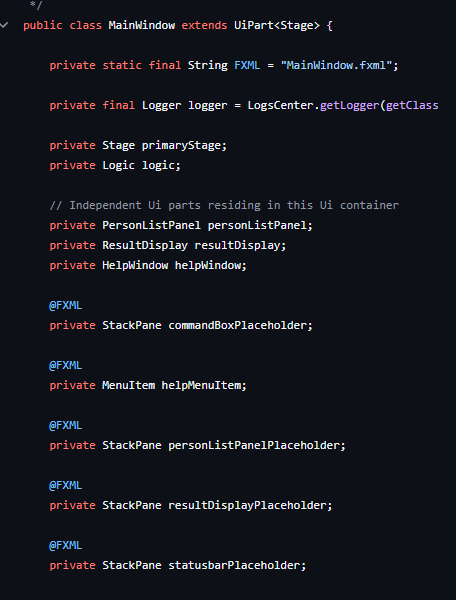 */
public class MainWindow extends UiPart<Stage> {
private static final String FXML = "MainWindow.fxml";
private final Logger logger = LogsCenter.getLogger(getClass
private Stage primaryStage;
private Logic logic;
// Independent Ui parts residing in this Ui container
private PersonListPanel personListPanel;
private ResultDisplay resultDisplay;
private HelpWindow helpWindow;
@FXML
private StackPane commandBoxPlaceholder;
@FXML
private MenuItem helpMenuItem;
@FXML
private StackPane personListPanelPlaceholder;
@FXML
private StackPane resultDisplayPlaceholder;
@FXML
private StackPane statusbarPlaceholder;